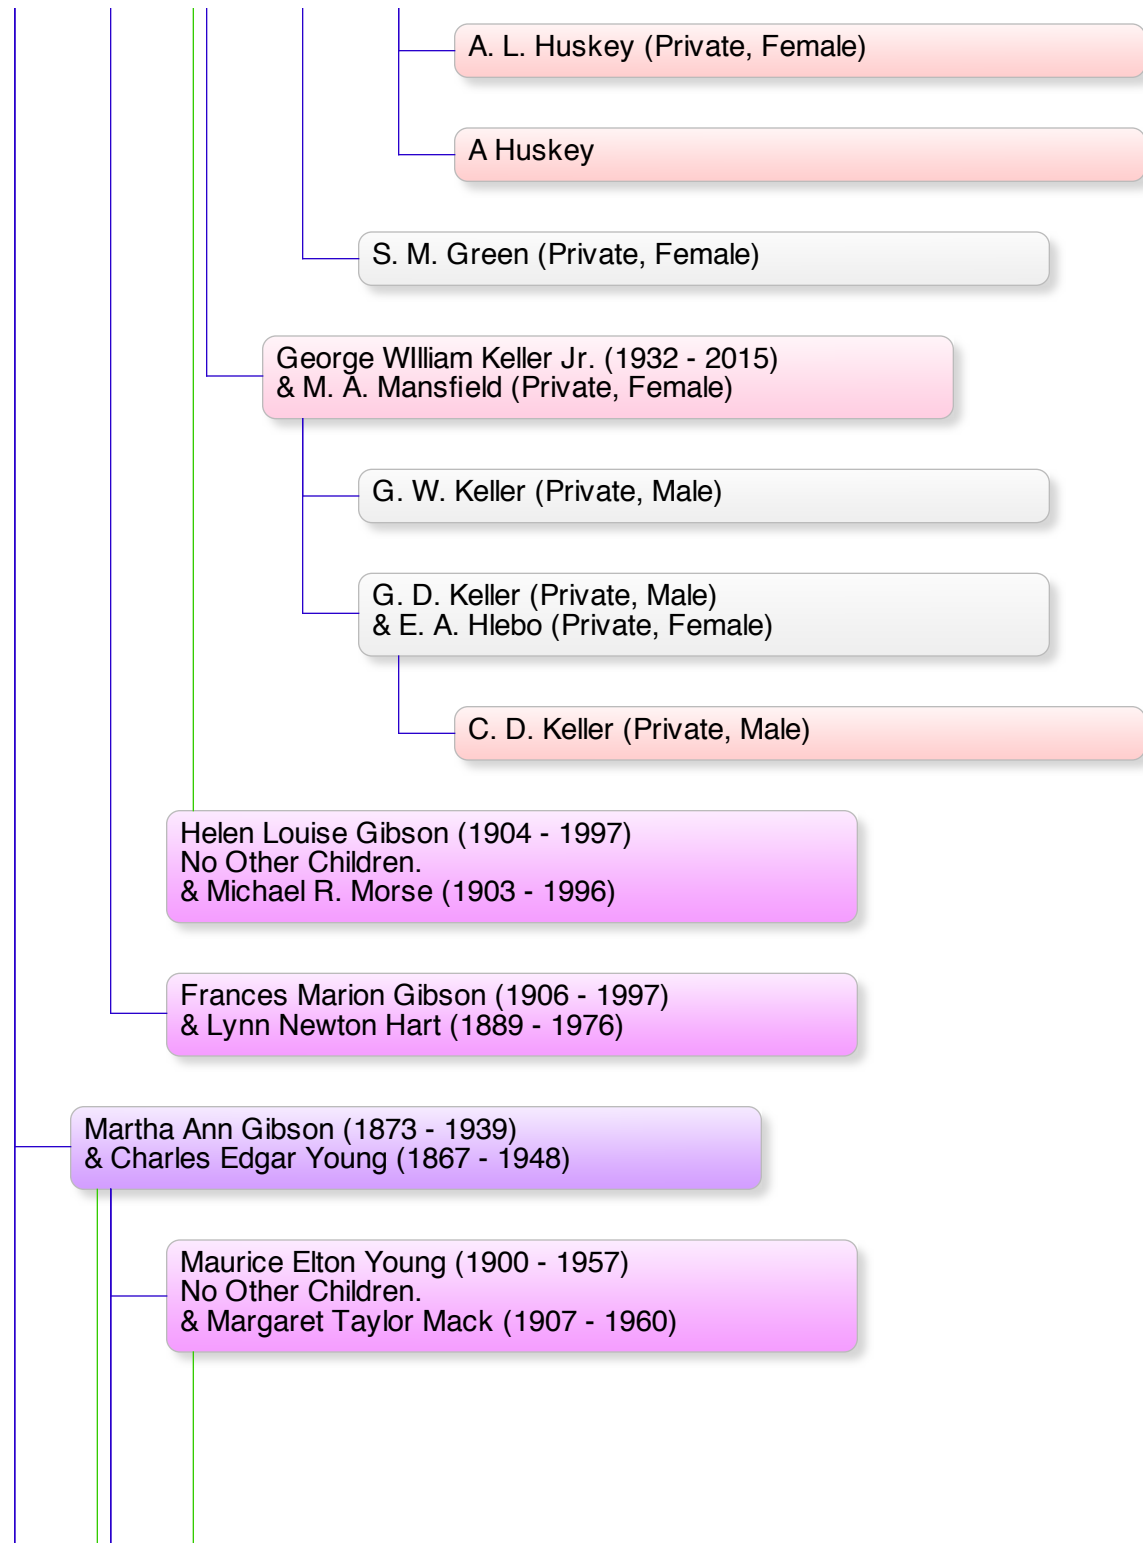 A. L. Huskey (Private, Female)
A Huskey
S. M. Green (Private, Female)
George WIlliam Keller Jr. (1932 - 2015)
& M. A. Mansfield (Private, Female)
G. W. Keller (Private, Male)
G. D. Keller (Private, Male)
& E. A. Hlebo (Private, Female)
C. D. Keller (Private, Male)
Helen Louise Gibson (1904 - 1997)
No Other Children.
& Michael R. Morse (1903 - 1996)
Frances Marion Gibson (1906 - 1997)
& Lynn Newton Hart (1889 - 1976)
Martha Ann Gibson (1873 - 1939)
& Charles Edgar Young (1867 - 1948)
Maurice Elton Young (1900 - 1957)
No Other Children.
& Margaret Taylor Mack (1907 - 1960)